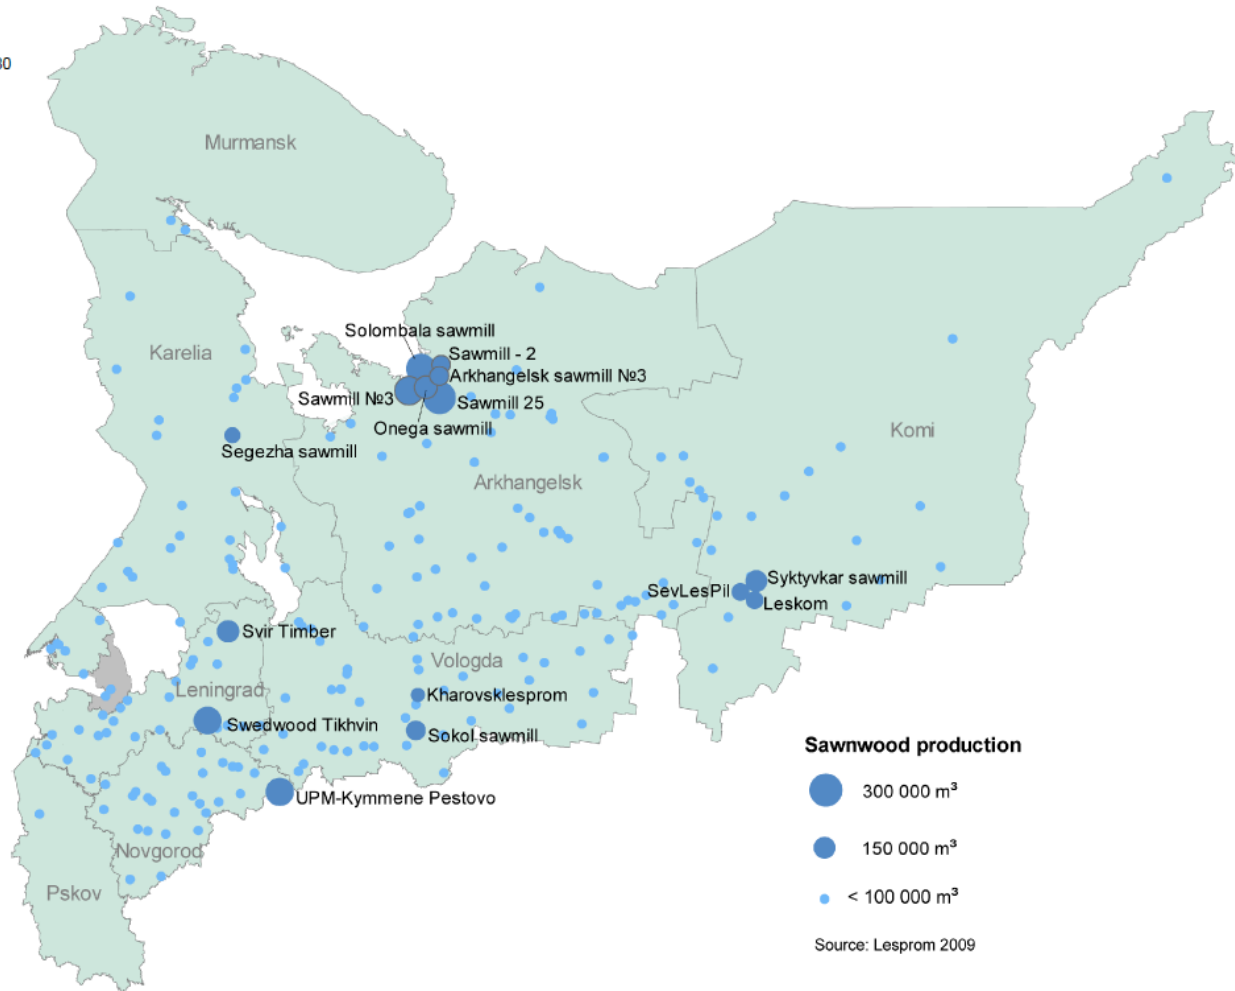 30
Murmansk
Solombala sawmill
Karelia
Sawmill - 2
Arkhangelsk sawmill №3
Sawmill №3
Sawmill 25
Onega sawmill
Komi
Segezha sawmill
Arkhangelsk
Syktyvkar sawmill
SevLesPil
Leskom
Svir Timber
Vologda
Leningrad
Kharovsklesprom
Swedwood Tikhvin
Sokol sawmill
Sawnwood production
300 000 m³
UPM-Kymmene Pestovo
150 000 m³
Novgorod
Pskov
< 100 000 m³
Source: Lesprom 2009